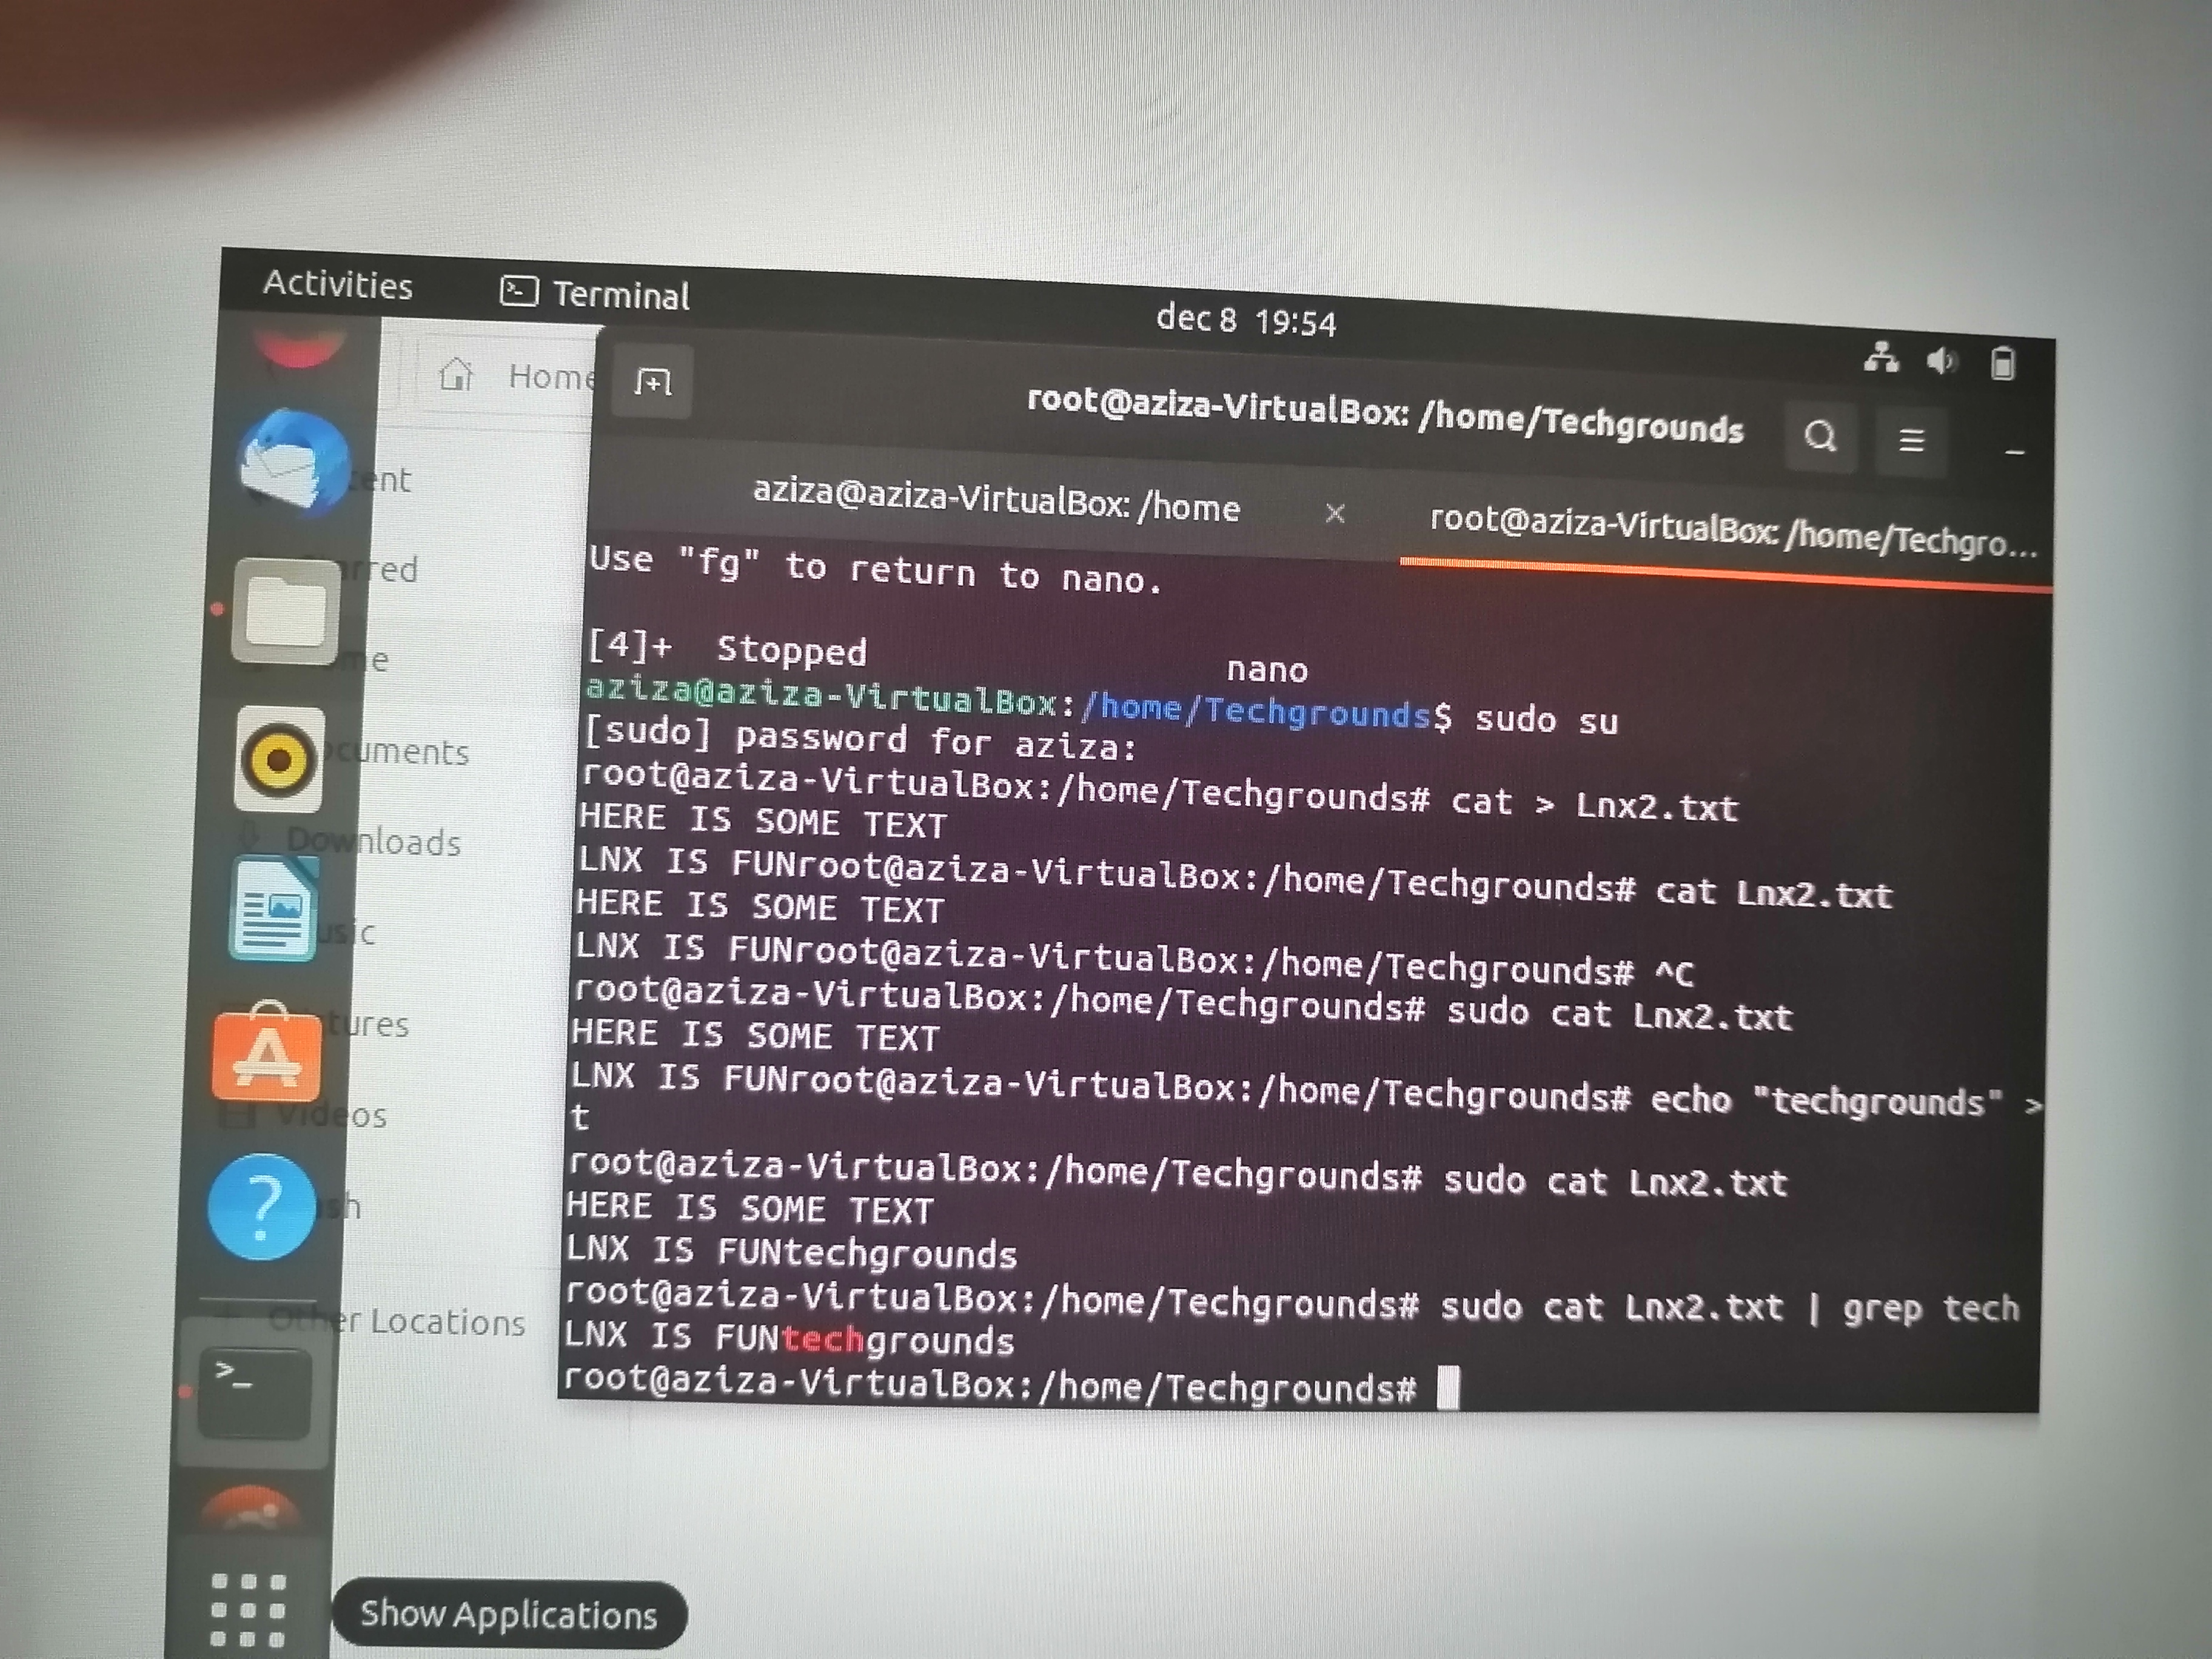 Activities
Terminal
dec 8 19:54
Home
root@aziza-VirtualBox: /home/Techgrounds
aziza@aziza-VirtualBox: /home
root@aziza-VirtualBox: /home/Techgro...
Use "fg" to return to nano.
[4]+ Stopped nano
aziza@aziza-VirtualBox:/home/Techgrounds$ sudo su
[sudo] password for aziza:
root@aziza-VirtualBox:/home/Techgrounds# cat > Lnx2.txt
HERE IS SOME TEXT
LNX IS FUNroot@aziza-VirtualBox:/home/Techgrounds# cat Lnx2.txt
HERE IS SOME TEXT
LNX IS FUNroot@aziza-VirtualBox:/home/Techgrounds# ^C
root@aziza-VirtualBox:/home/Techgrounds# sudo cat Lnx2.txt
HERE IS SOME TEXT
LNX IS FUNroot@aziza-VirtualBox:/home/Techgrounds# echo "techgrounds" >
t
root@aziza-VirtualBox:/home/Techgrounds# sudo cat Lnx2.txt
HERE IS SOME TEXT
LNX IS FUNtechgrounds
root@aziza-VirtualBox:/home/Techgrounds# sudo cat Lnx2.txt | grep tech
LNX IS FUNtechgrounds
root@aziza-VirtualBox:/home/Techgrounds#
Downloads
Videos
Other Locations
Show Applications